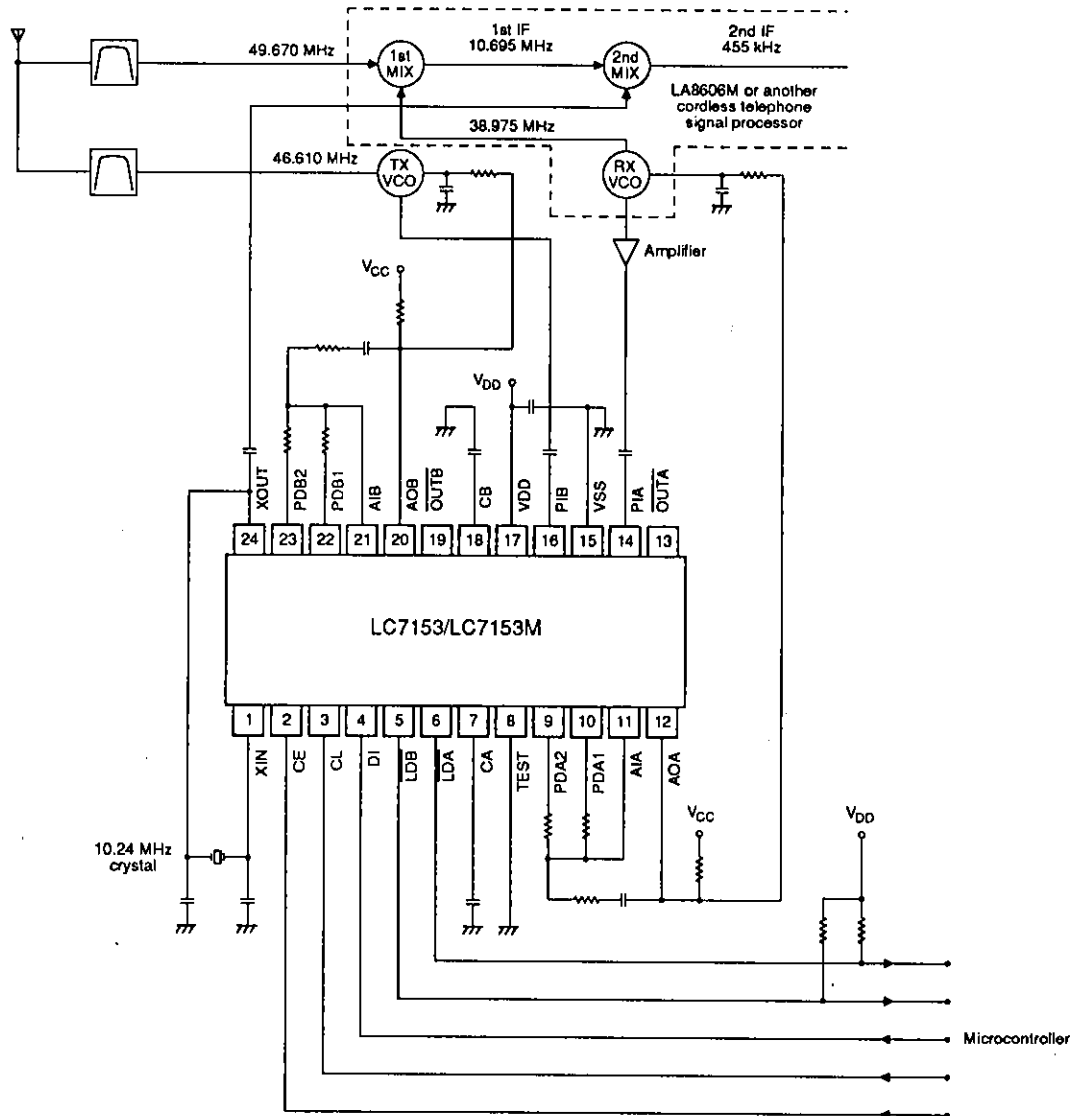 1st IF
10.695 MHz
2nd IF
455 kHz
49.670 MHz
1st
MIX
2nd
MIX
LA8606M or another
cordless telephone
signal processor
38.975 MHz
46.610 MHz
TX
VCO
RX
VCO
Amplifier
VCC
VDD
XOUT
PDB2
PDB1
AIB
AOB
OUTB
CB
VDD
PIB
VSS
PIA
OUTA
24
23
22
21
20
19
18
17
16
15
14
13
LC7153/LC7153M
1
2
3
4
5
6
7
8
9
10
11
12
XIN
CE
CL
DI
LDB
LDA
CA
TEST
PDA2
PDA1
AIA
AOA
VCC
VDD
10.24 MHz
crystal
Microcontroller